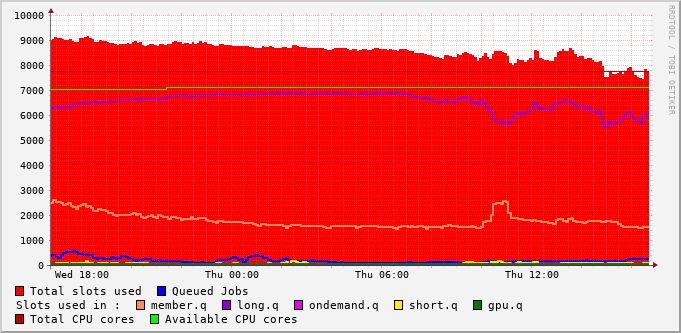 10000
9000
8000
7000
6000
5000
4000
3000
2000
1000
0
Wed 18:00 Thu 00:00 Thu 06:00 Thu 12:00
RRDTOOL / TOBI OETIKER
Total slots used Queued Jobs
Slots used in : member.q long.q ondemand.q short.q gpu.q
Total CPU cores Available CPU cores